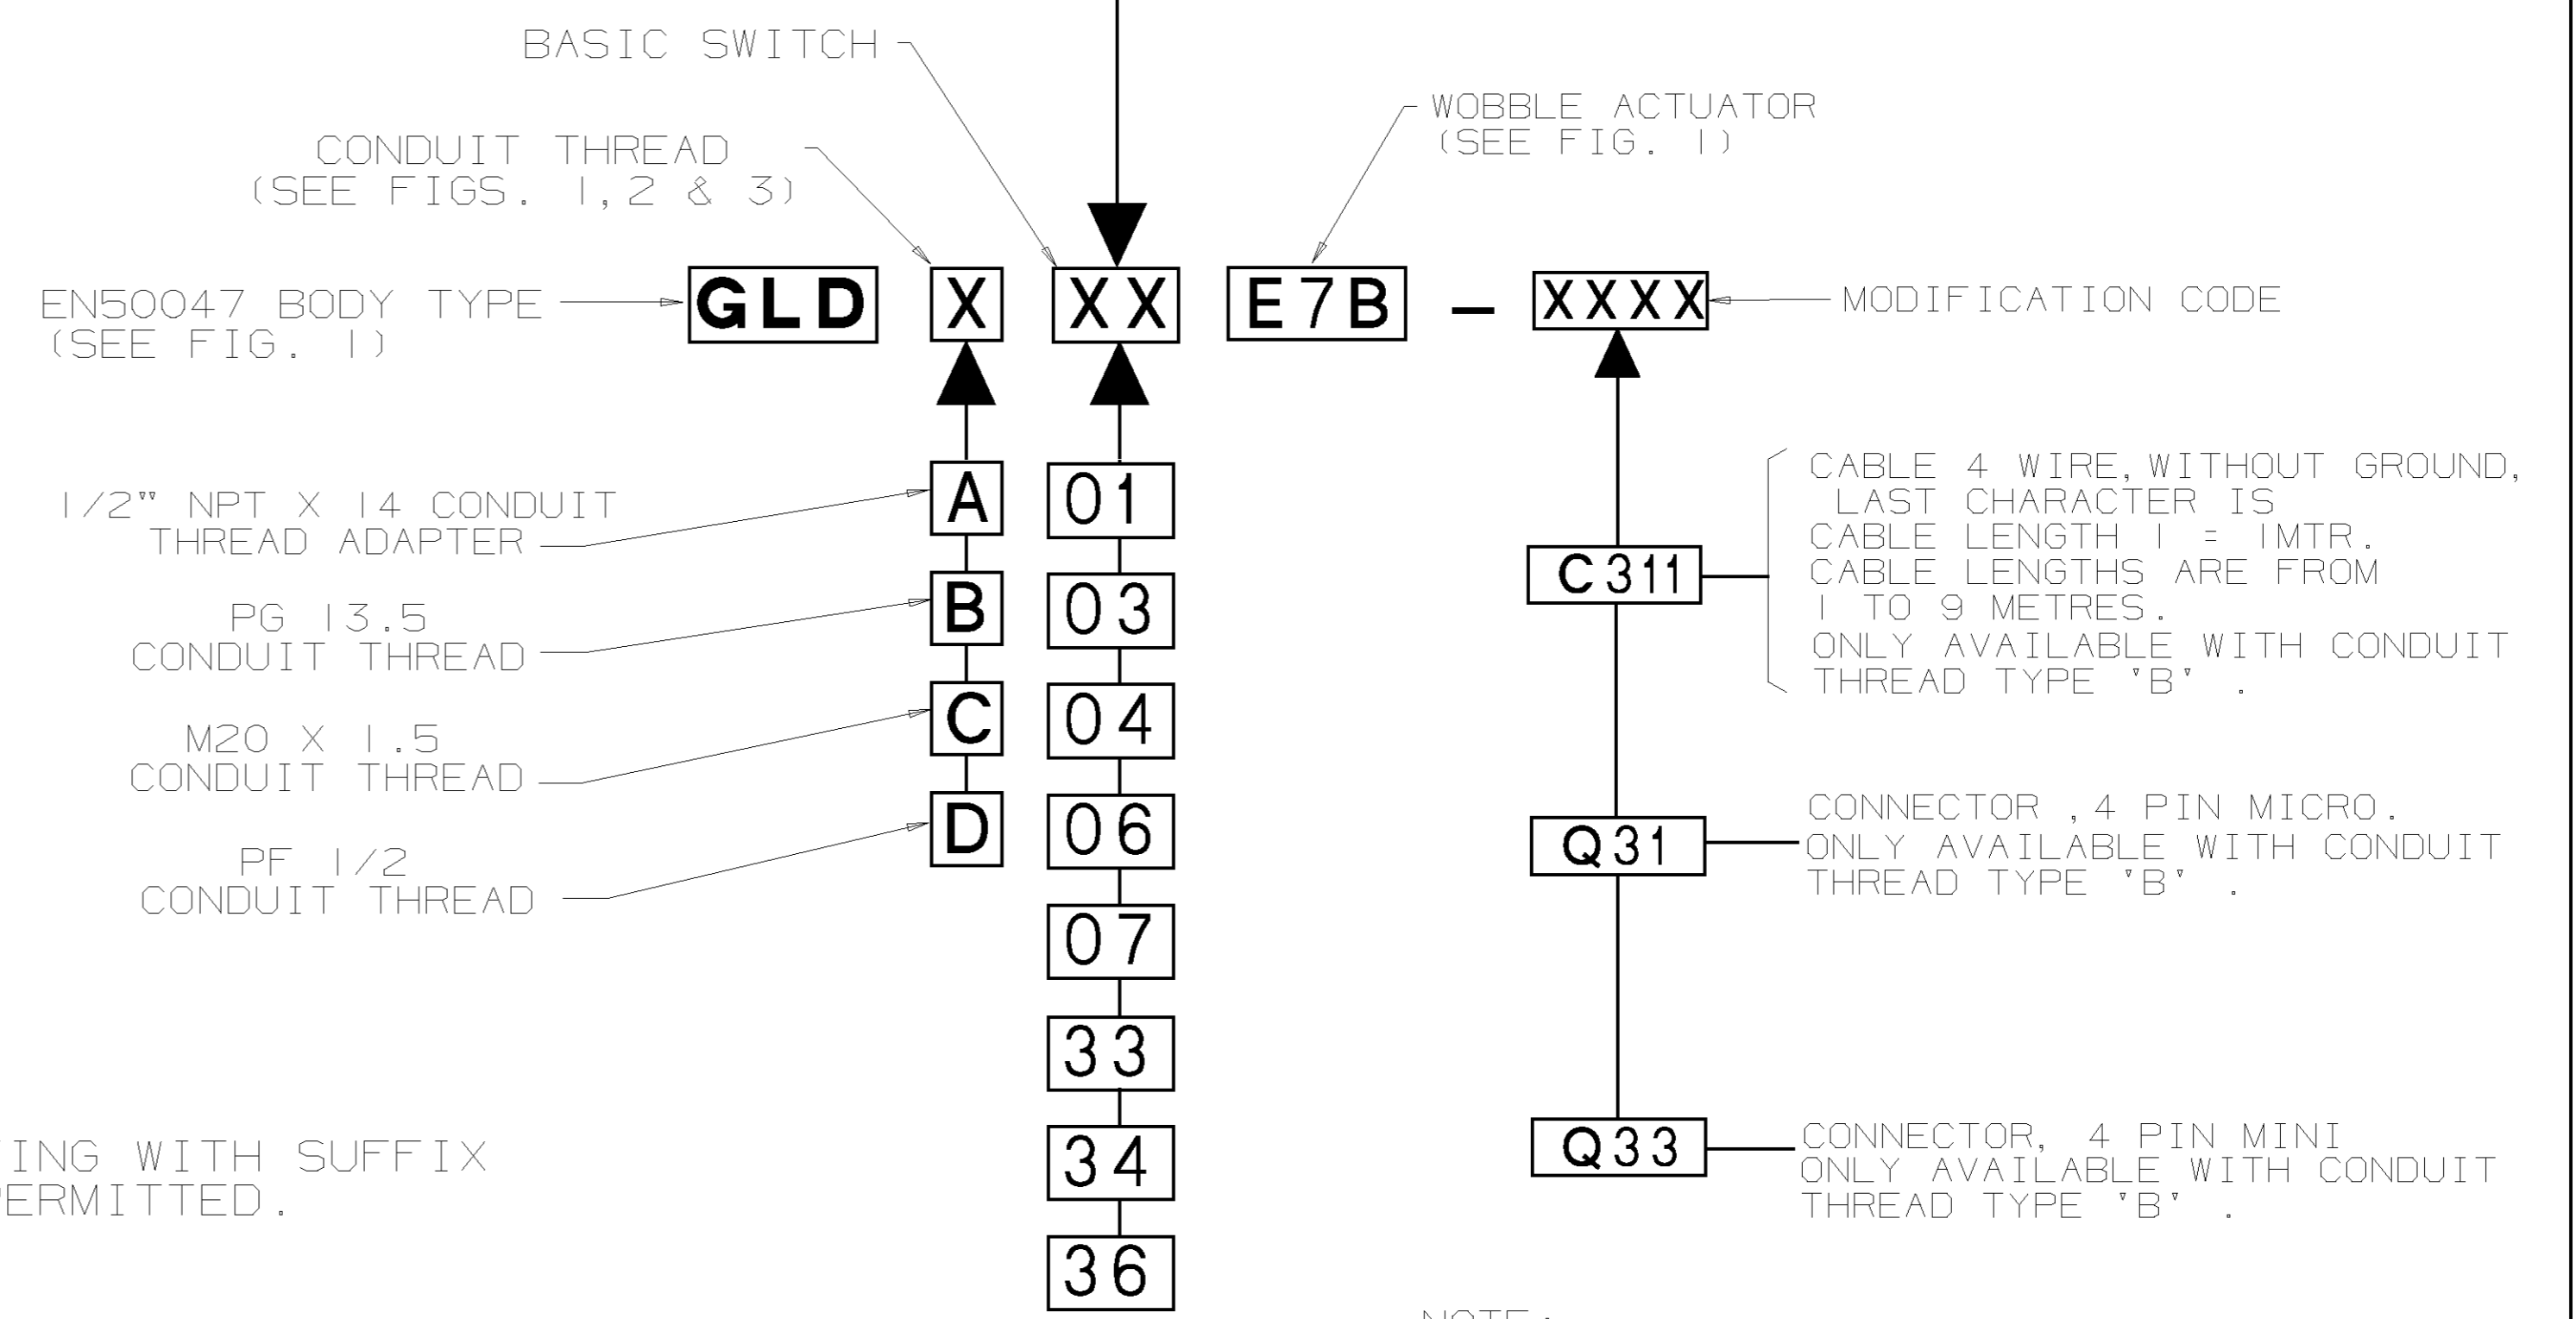 BASIC SWITCH
WOBBLE ACTUATOR
(SEE FIG. 1)
CONDUIT THREAD
(SEE FIGS. 1,2 & 3)
EN50047 BODY TYPE
(SEE FIG. 1)
GLD X XX E7B - XXXX
MODIFICATION CODE
1/2" NPT X 14 CONDUIT
THREAD ADAPTER
PG 13.5
CONDUIT THREAD
M20 X 1.5
CONDUIT THREAD
PF 1/2
CONDUIT THREAD
A
B
C
D
01
03
04
06
07
33
34
36
C311
CABLE 4 WIRE, WITHOUT GROUND,
LAST CHARACTER IS
CABLE LENGTH 1 = 1MTR.
CABLE LENGTHS ARE FROM
1 TO 9 METRES.
ONLY AVAILABLE WITH CONDUIT
THREAD TYPE 'B' .
Q31
CONNECTOR ,4 PIN MICRO.
ONLY AVAILABLE WITH CONDUIT
THREAD TYPE 'B' .
Q33
CONNECTOR, 4 PIN MINI
ONLY AVAILABLE WITH CONDUIT
THREAD TYPE 'B' .
ING WITH SUFFIX
PERMITTED.
NOTE: